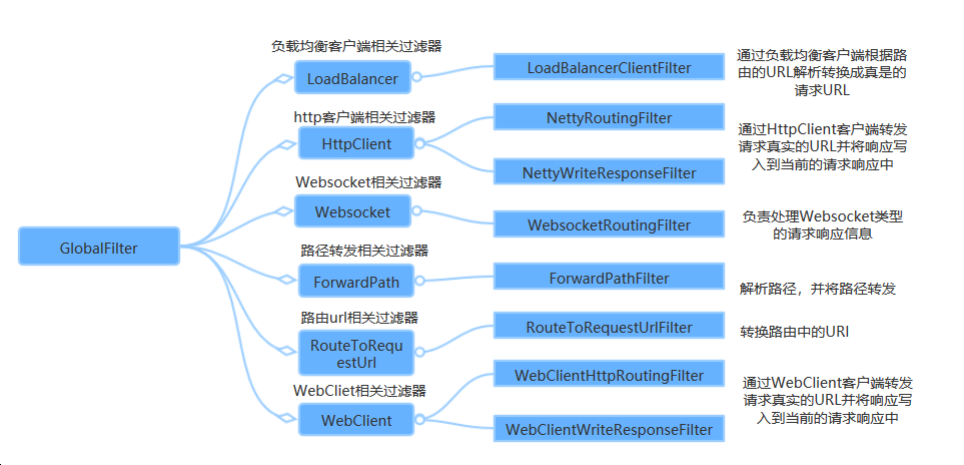 GlobalFilter
负载均衡客户端相关过滤器
LoadBalancer
LoadBalancerClientFilter
通过负载均衡客户端根据路
由的URL解析转换成真是的
请求URL
http客户端相关过滤器
HttpClient
NettyRoutingFilter
NettyWriteResponseFilter
通过HttpClient客户端转发
请求真实的URL并将响应写
入到当前的请求响应中
Websocket相关过滤器
Websocket
WebsocketRoutingFilter
负责处理Websocket类型
的请求响应信息
路径转发相关过滤器
ForwardPath
ForwardPathFilter
解析路径，并将路径转发
路由url相关过滤器
RouteToRequ
estUrl
RouteToRequestUrlFilter
转换路由中的URI
WebCliet相关过滤器
WebClient
WebClientHttpRoutingFilter
WebClientWriteResponseFilter
通过WebClient客户端转发
请求真实的URL并将响应写
入到当前的请求响应中